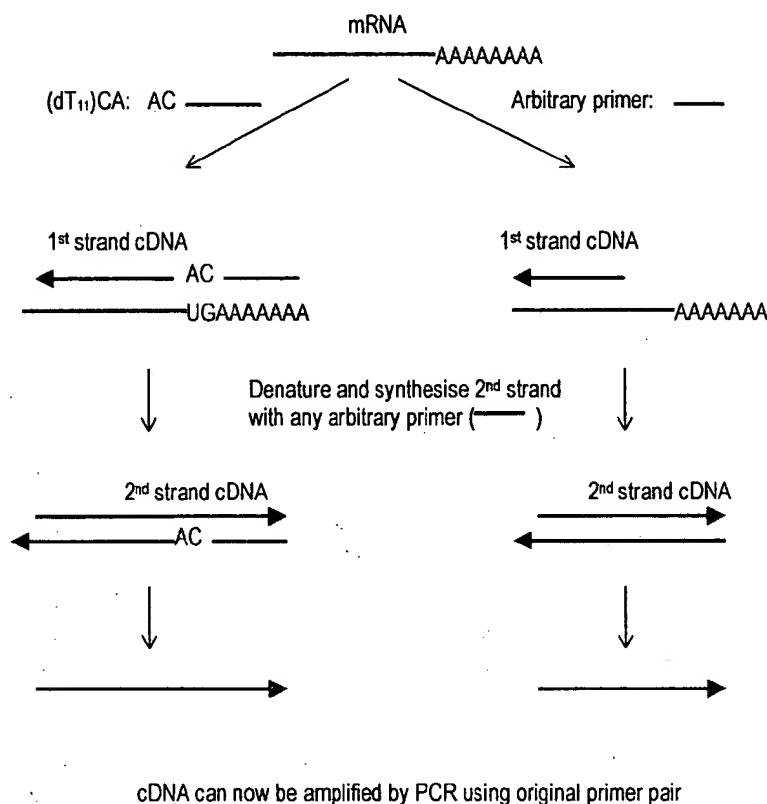 mRNA
AAAAAAAA
(dT₁₁)CA: AC
Arbitrary primer:
1st strand cDNA
1st strand cDNA
AC
UGAAAAAAA
AAAAAAA
Denature and synthesise 2nd strand
with any arbitrary primer ( )
2nd strand cDNA
2nd strand cDNA
AC
cDNA can now be amplified by PCR using original primer pair